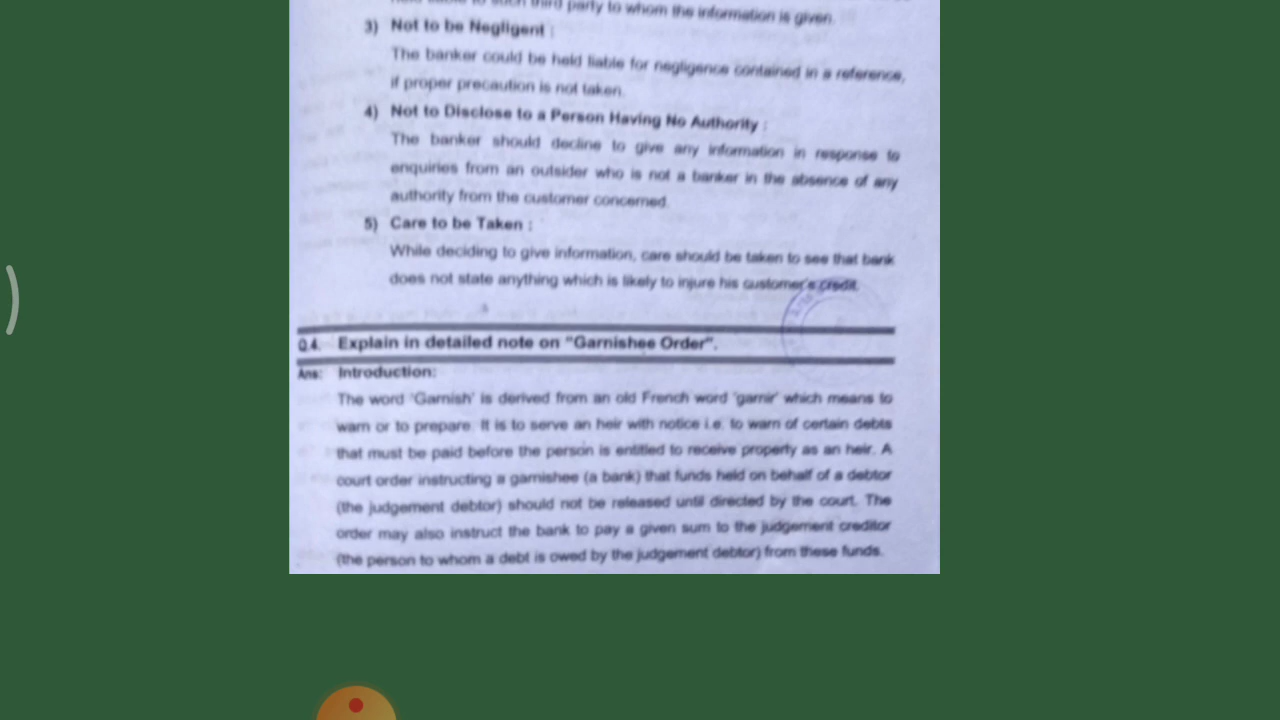 third party to whom the information is given.
3) Not to be Negligent :
The banker could be held liable for negligence contained in a reference,
if proper precaution is not taken.
4) Not to Disclose to a Person Having No Authority :
The banker should decline to give any information in response to
enquiries from an outsider who is not a banker in the absence of any
authority from the customer concerned.
5) Care to be Taken :
While deciding to give information, care should be taken to see that bank
does not state anything which is likely to injure his customer's credit.
Q.4. Explain in detailed note on "Garnishee Order".
Ans: Introduction:
The word 'Garnish' is derived from an old French word 'garnir' which means to
warn or to prepare. It is to serve an heir with notice i.e. to warn of certain debts
that must be paid before the person is entitled to receive property as an heir. A
court order instructing a garnishee (a bank) that funds held on behalf of a debtor
(the judgement debtor) should not be released until directed by the court. The
order may also instruct the bank to pay a given sum to the judgement creditor
(the person to whom a debt is owed by the judgement debtor) from these funds.